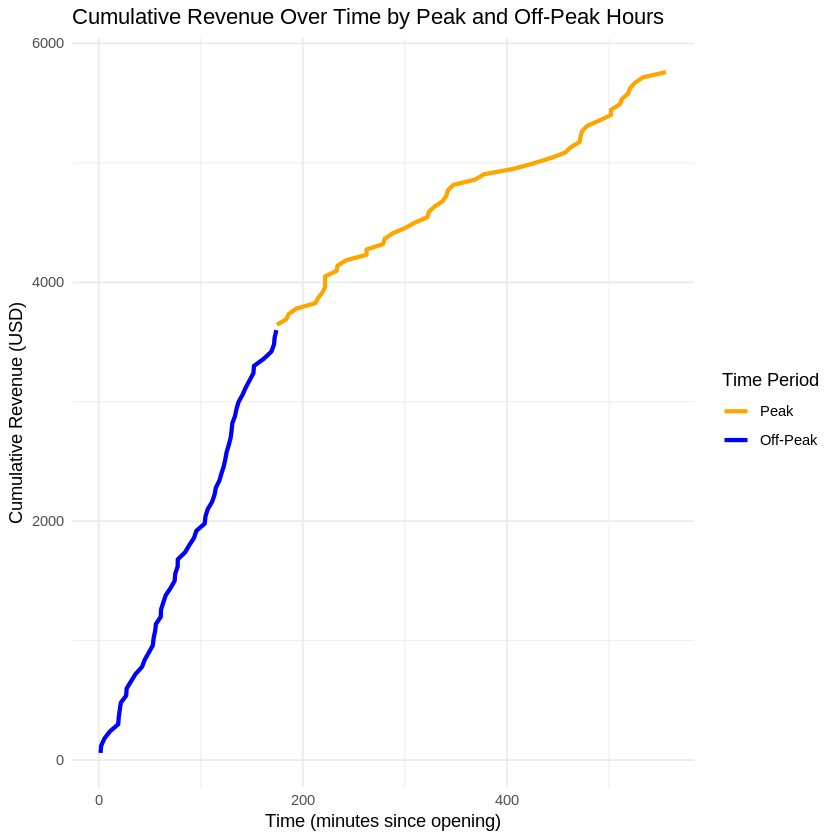 Cumulative Revenue Over Time by Peak and Off-Peak Hours
6000
4000
2000
0
Cumulative Revenue (USD)
0 200 400
Time (minutes since opening)
Time Period
Peak
Off-Peak